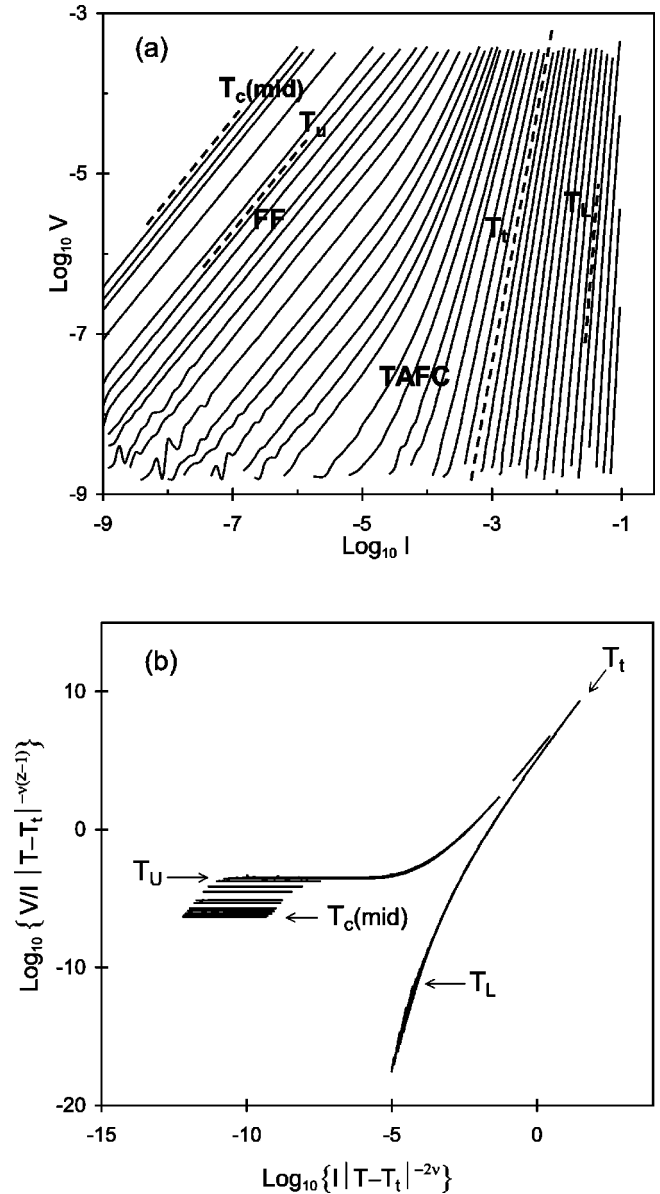 (a)
-3
-5
-7
-9
Log₁₀ V
T_c(mid)
T_u
FF
TAFC
T_t
T_L
-9
-7
-5
-3
-1
Log₁₀ I
(b)
10
0
-10
-20
Log₁₀{V/I |T−T_t|^{-ν(z-1)}}
T_t
T_U
T_c(mid)
T_L
-15
-10
-5
0
Log₁₀{I |T−T_t|^{-2ν}}